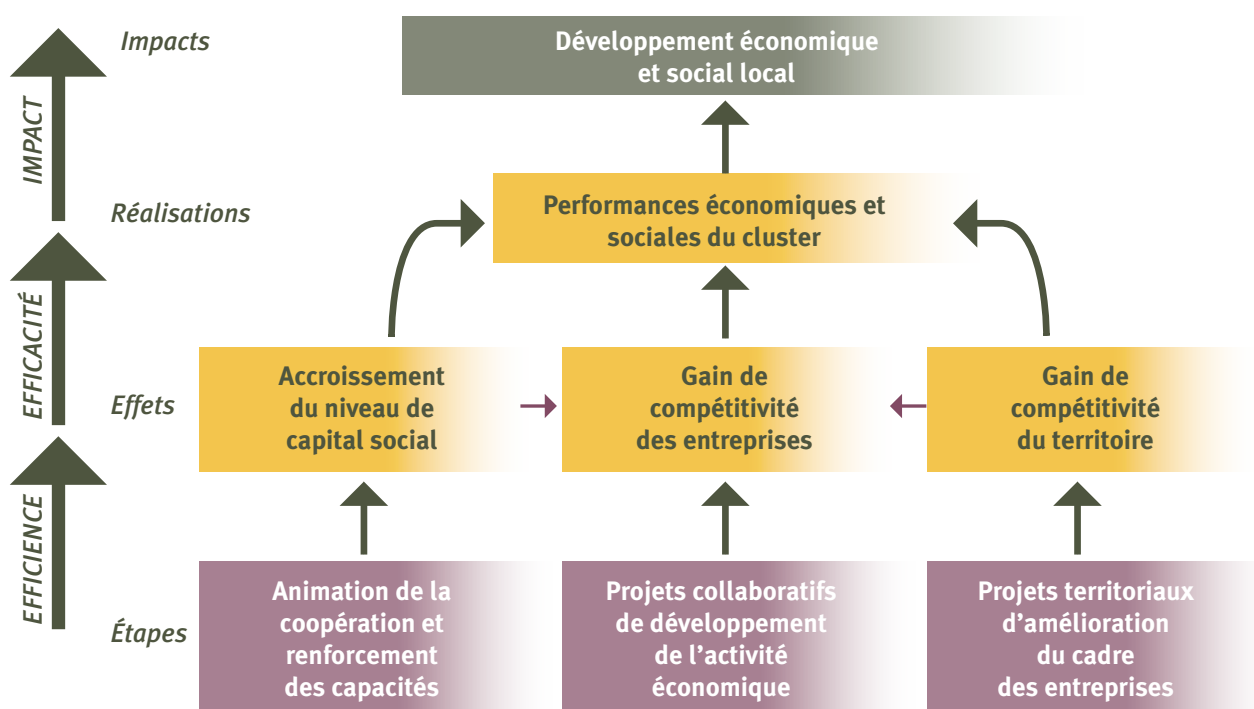 Impacts
Développement économique
et social local
IMPACT
Réalisations
Performances économiques et
sociales du cluster
EFFICACITÉ
Effets
Accroissement
du niveau de
capital social
Gain de
compétitivité
des entreprises
Gain de
compétitivité
du territoire
EFFICIENCE
Étapes
Animation de la
coopération et
renforcement
des capacités
Projets collaboratifs
de développement
de l’activité
économique
Projets territoriaux
d’amélioration
du cadre
des entreprises